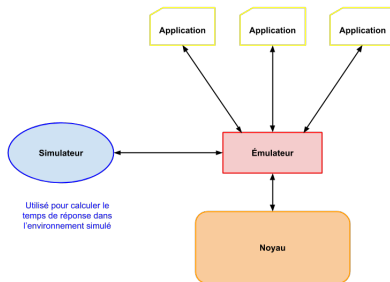 Application
Application
Application
Simulateur
Émulateur
Utilisé pour calculer le
temps de réponse dans
l'environnement simulé
Noyau